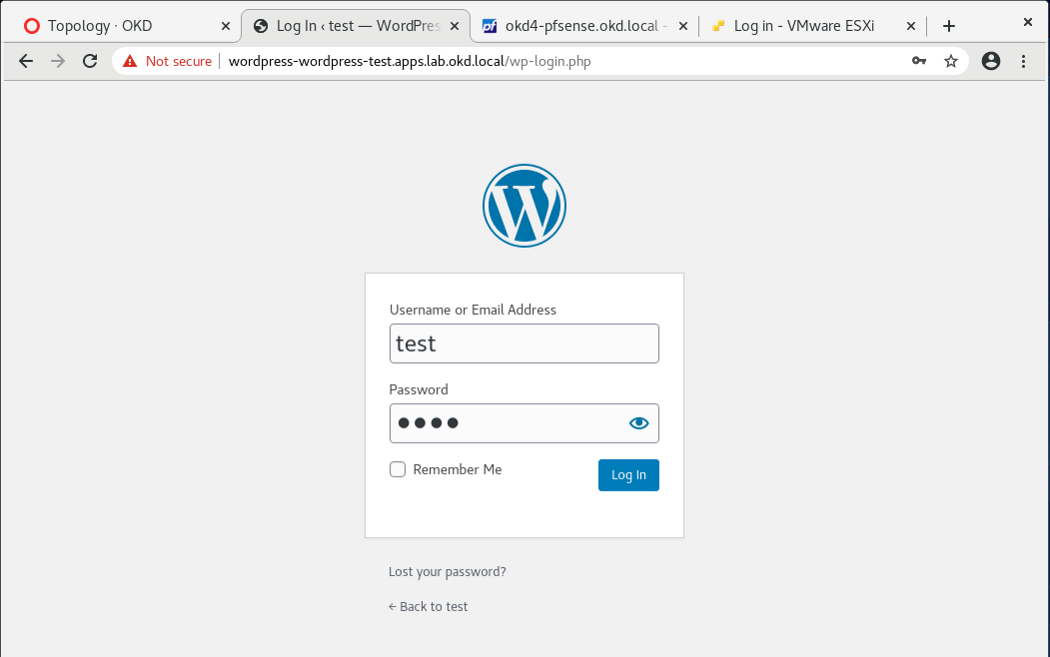 Topology · OKD
Log In ‹ test — WordPres
okd4-pfsense.okd.local -
Log in - VMware ESXi
Not secure
wordpress-wordpress-test.apps.lab.okd.local/wp-login.php
Username or Email Address
test
Password
Remember Me
Log In
Lost your password?
← Back to test